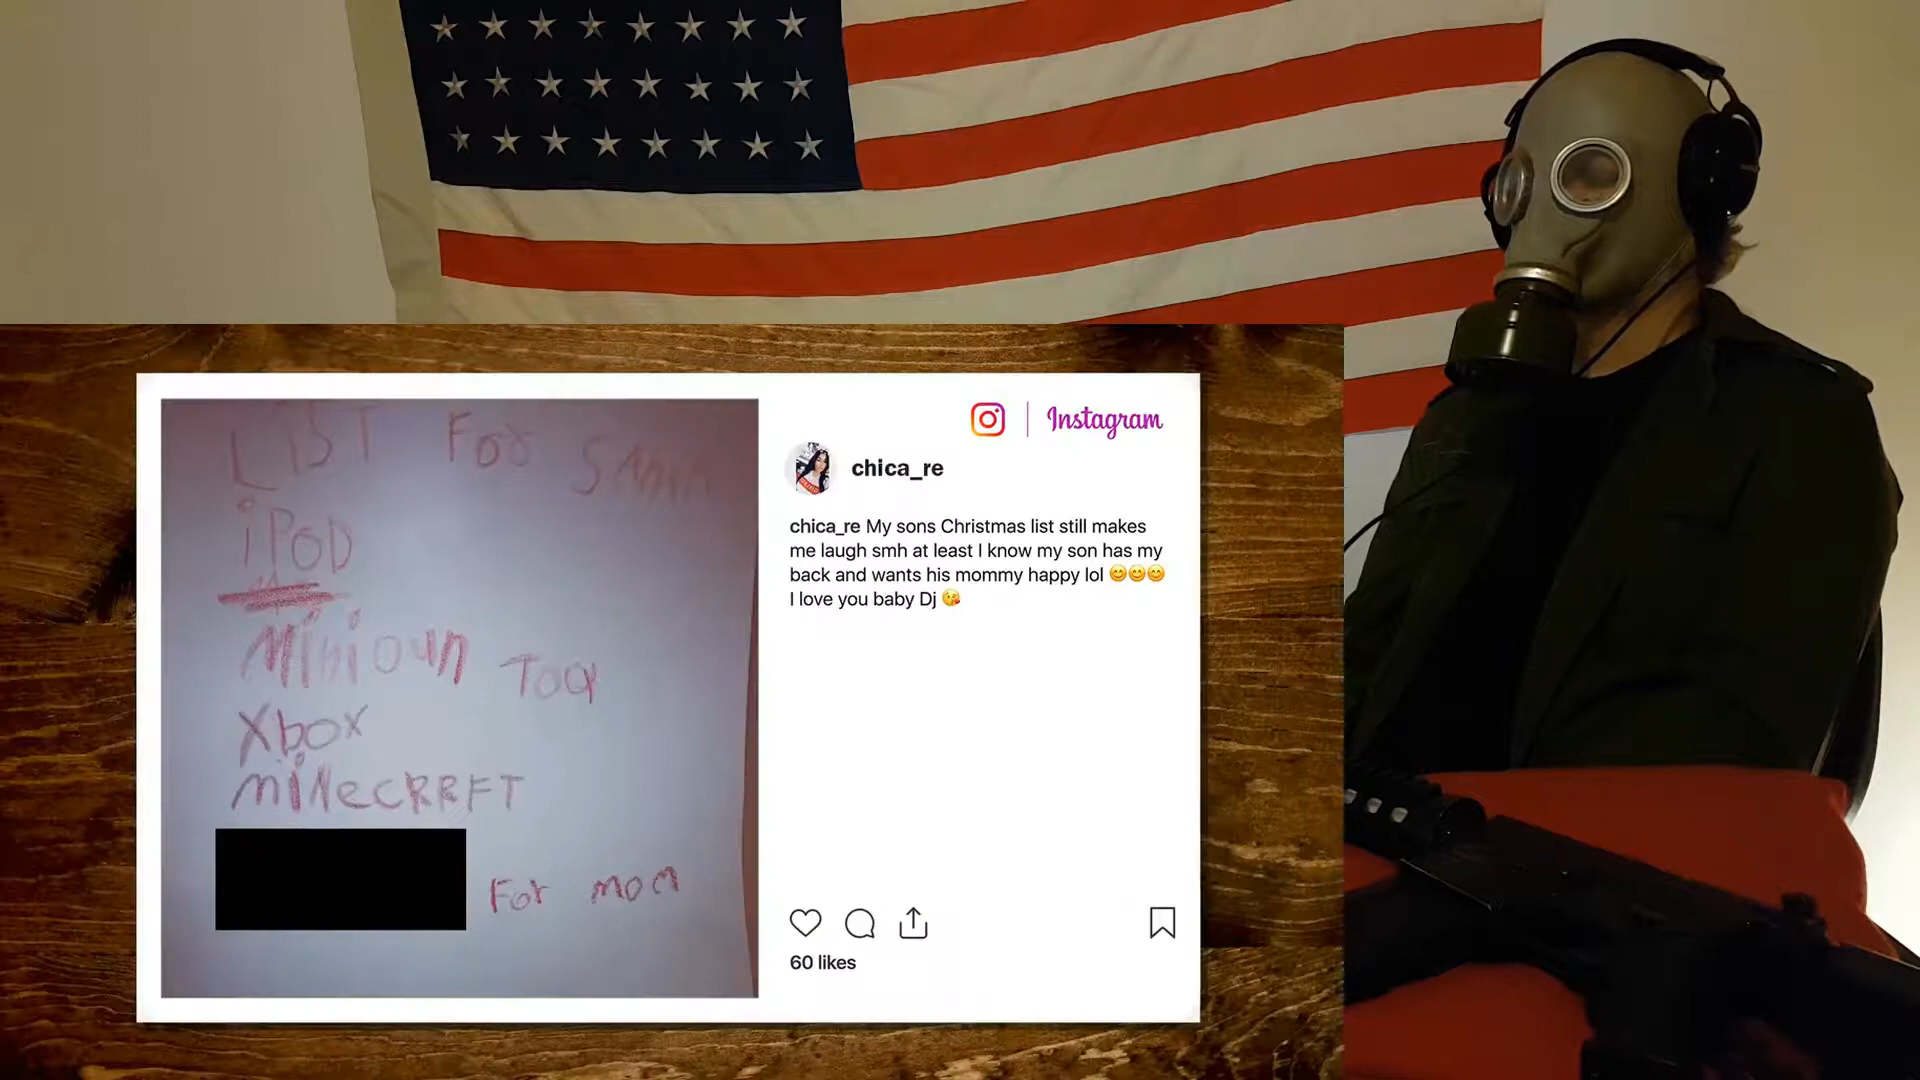 LiST For SANTA
iPOD
Minioun TOQ
Xbox
miNecRRFT
For mom
Instagram
chica_re
chica_re My sons Christmas list still makes
me laugh smh at least I know my son has my
back and wants his mommy happy lol 😊😊😊
I love you baby Dj 😘
60 likes